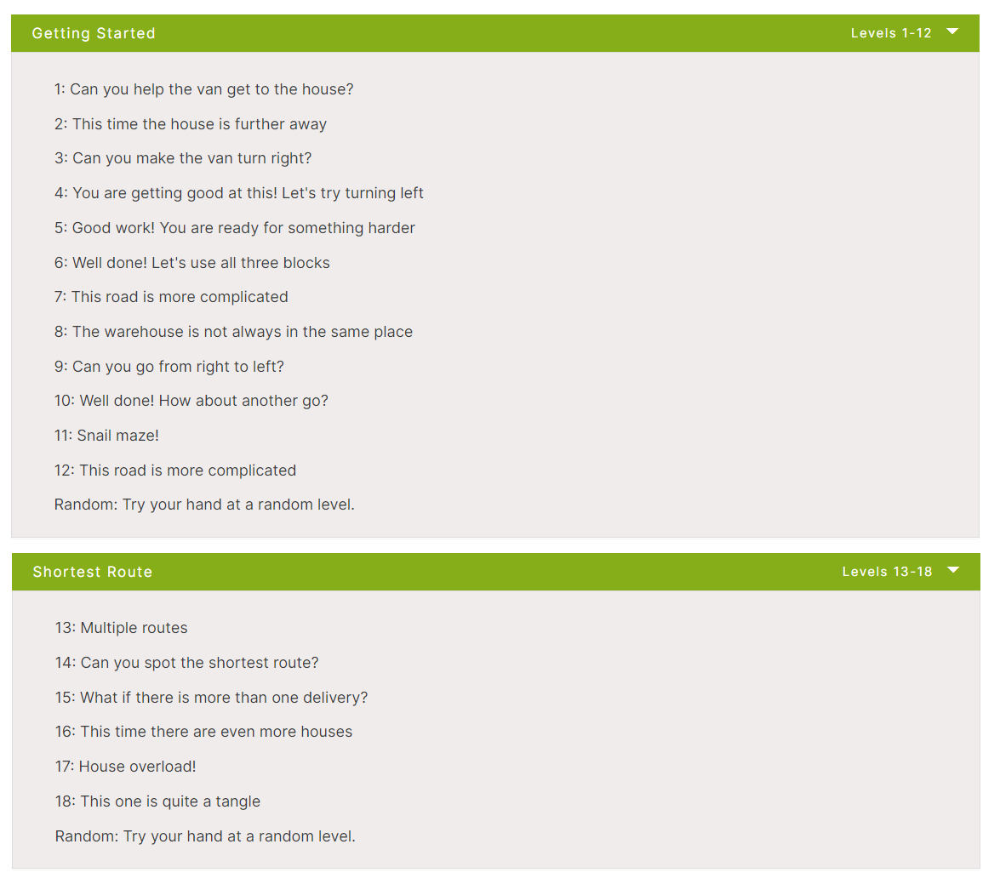 Getting Started
Levels 1-12
1: Can you help the van get to the house?
2: This time the house is further away
3: Can you make the van turn right?
4: You are getting good at this! Let's try turning left
5: Good work! You are ready for something harder
6: Well done! Let's use all three blocks
7: This road is more complicated
8: The warehouse is not always in the same place
9: Can you go from right to left?
10: Well done! How about another go?
11: Snail maze!
12: This road is more complicated
Random: Try your hand at a random level.
Shortest Route
Levels 13-18
13: Multiple routes
14: Can you spot the shortest route?
15: What if there is more than one delivery?
16: This time there are even more houses
17: House overload!
18: This one is quite a tangle
Random: Try your hand at a random level.